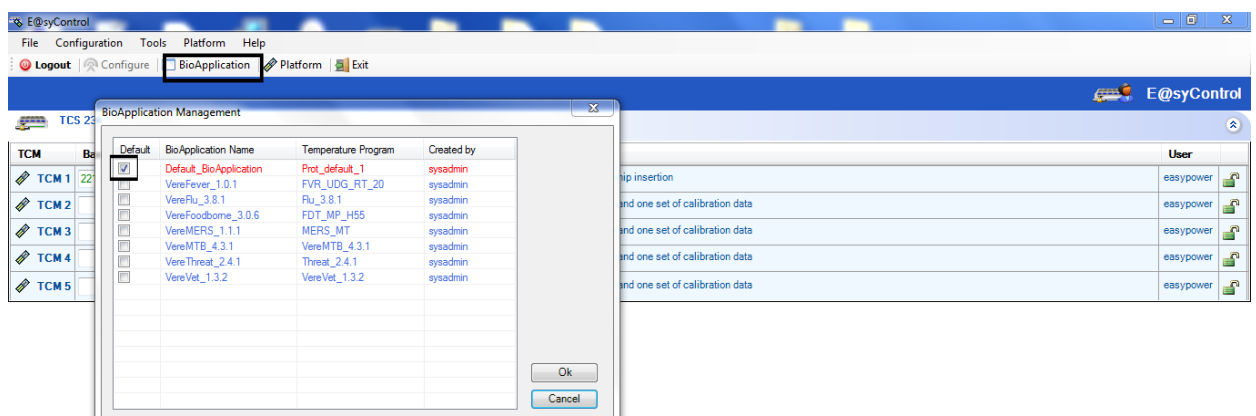 E@syControl
File Configuration Tools Platform Help
Logout Configure BioApplication Platform Exit
E@syControl
TCS 23
BioApplication Management
TCM User
Default BioApplication Name Temperature Program Created by
Default_BioApplication Prot_default_1 sysadmin
VereFever_1.0.1 FVR_UDG_RT_20 sysadmin
VereFlu_3.8.1 Flu_3.8.1 sysadmin
VereFoodborne_3.0.6 FDT_MP_H55 sysadmin
VereMERS_1.1.1 MERS_MT sysadmin
VereMTB_4.3.1 VereMTB_4.3.1 sysadmin
VereThreat_2.4.1 Threat_2.4.1 sysadmin
VereVet_1.3.2 VereVet_1.3.2 sysadmin
Ok
Cancel
TCM 1 221 insertion easypower
TCM 2 and one set of calibration data easypower
TCM 3 and one set of calibration data easypower
TCM 4 and one set of calibration data easypower
TCM 5 and one set of calibration data easypower